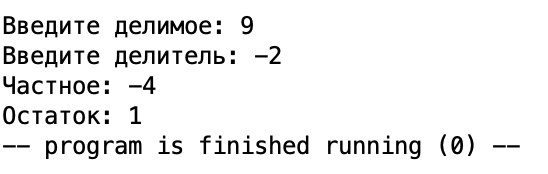 Введите делимое: 9
Введите делитель: -2
Частное: -4
Остаток: 1
-- program is finished running (0) --